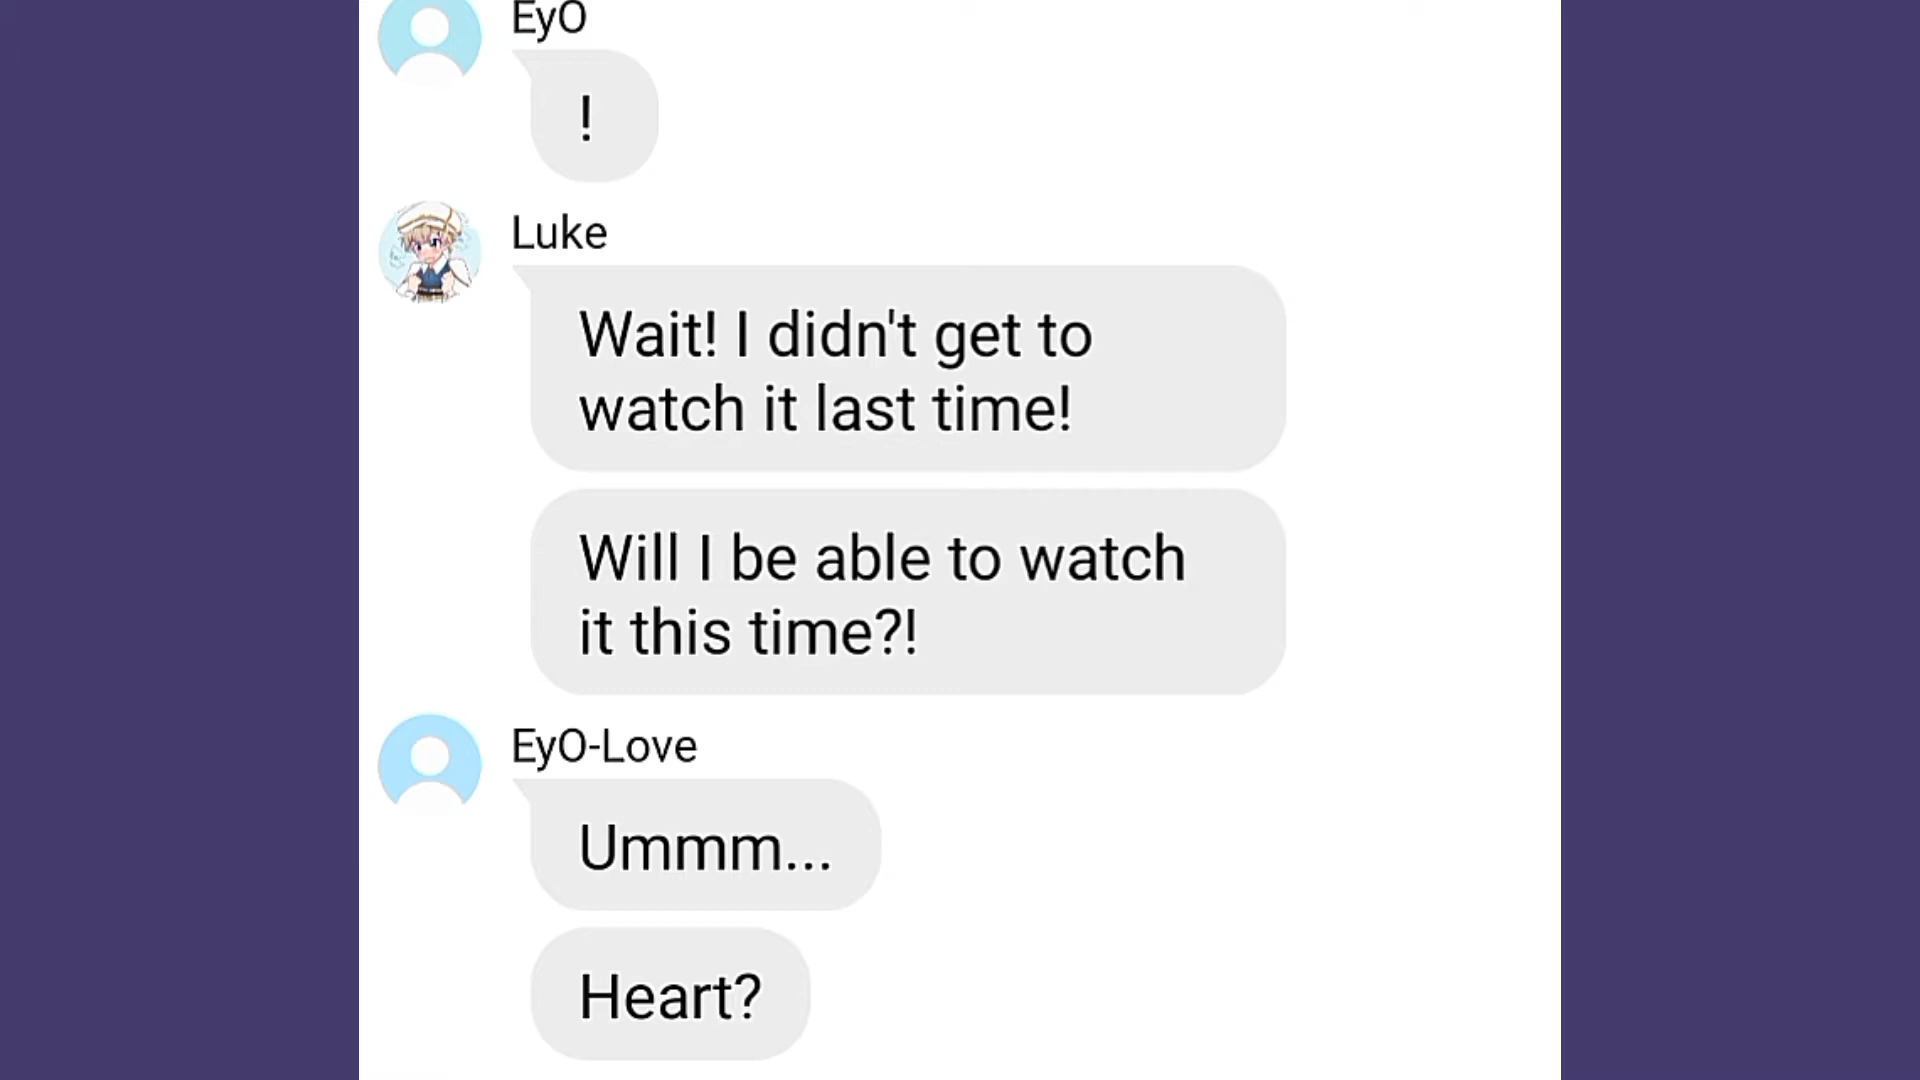 EyO
!
Luke
Wait! I didn't get to
watch it last time!
Will I be able to watch
it this time?!
EyO-Love
Ummm...
Heart?